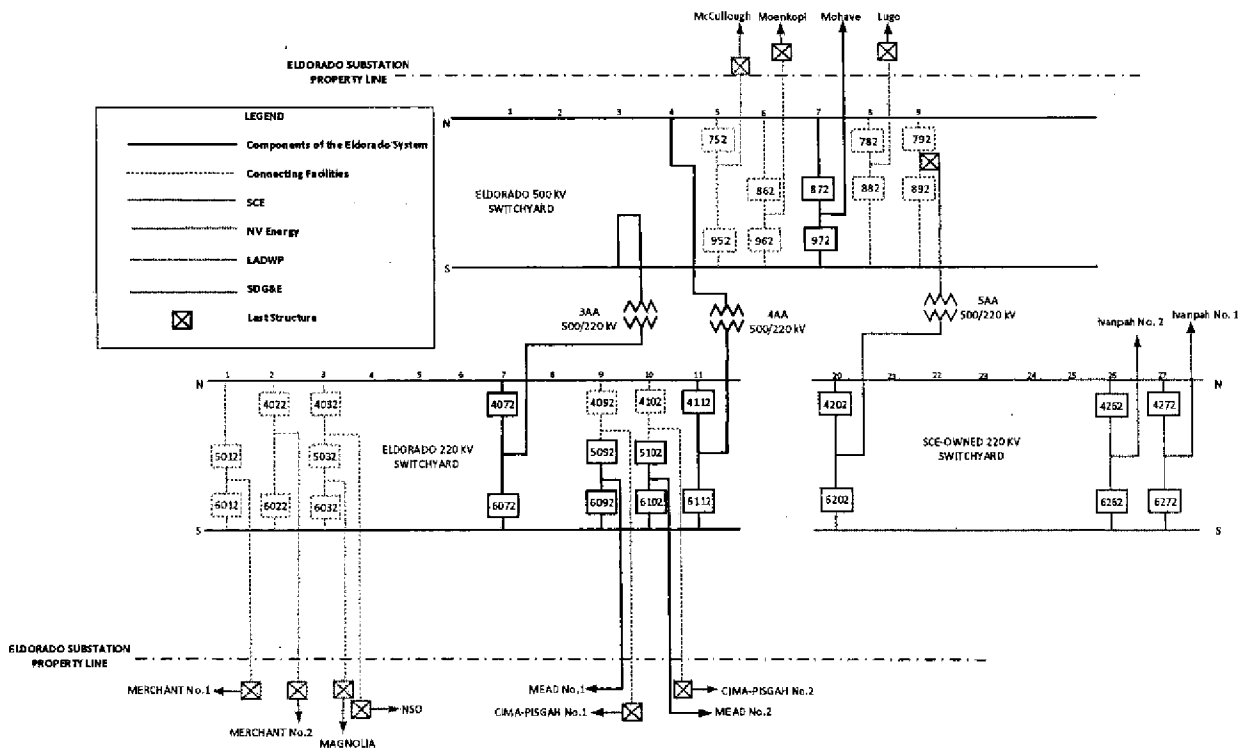 McCullough
Moenkopi
Mohave
Lugo
ELDORADO SUBSTATION
PROPERTY LINE
LEGEND
Components of the Eldorado System
Connecting Facilities
SCE
NV Energy
LADWP
SDG&E
Last Structure
1 2 3 4 5 6 7 8 9
N
752 782 792
ELDORADO 500 KV
SWITCHYARD
862 872 882 892
952 962 972
S
3AA
500/220 kV
4AA
500/220 kV
5AA
500/220 kV
Ivanpah No. 2
Ivanpah No. 1
1 2 3 4 5 6 7 8 9 10 11
N
4022 4032 4072 4092 4102 4112
ELDORADO 220 KV
SWITCHYARD
5012 5032 5092 5102
6012 6022 6032 6072 6092 6102 6112
S
20 21 22 23 24 25 26 27
N
4202 4262 4272
SCE-OWNED 220 KV
SWITCHYARD
6202 6262 6272
S
ELDORADO SUBSTATION
PROPERTY LINE
MERCHANT No.1
MERCHANT No.2
MAGNOLIA
NSO
MEAD No.1
CIMA-PISGAH No.1
CIMA-PISGAH No.2
MEAD No.2